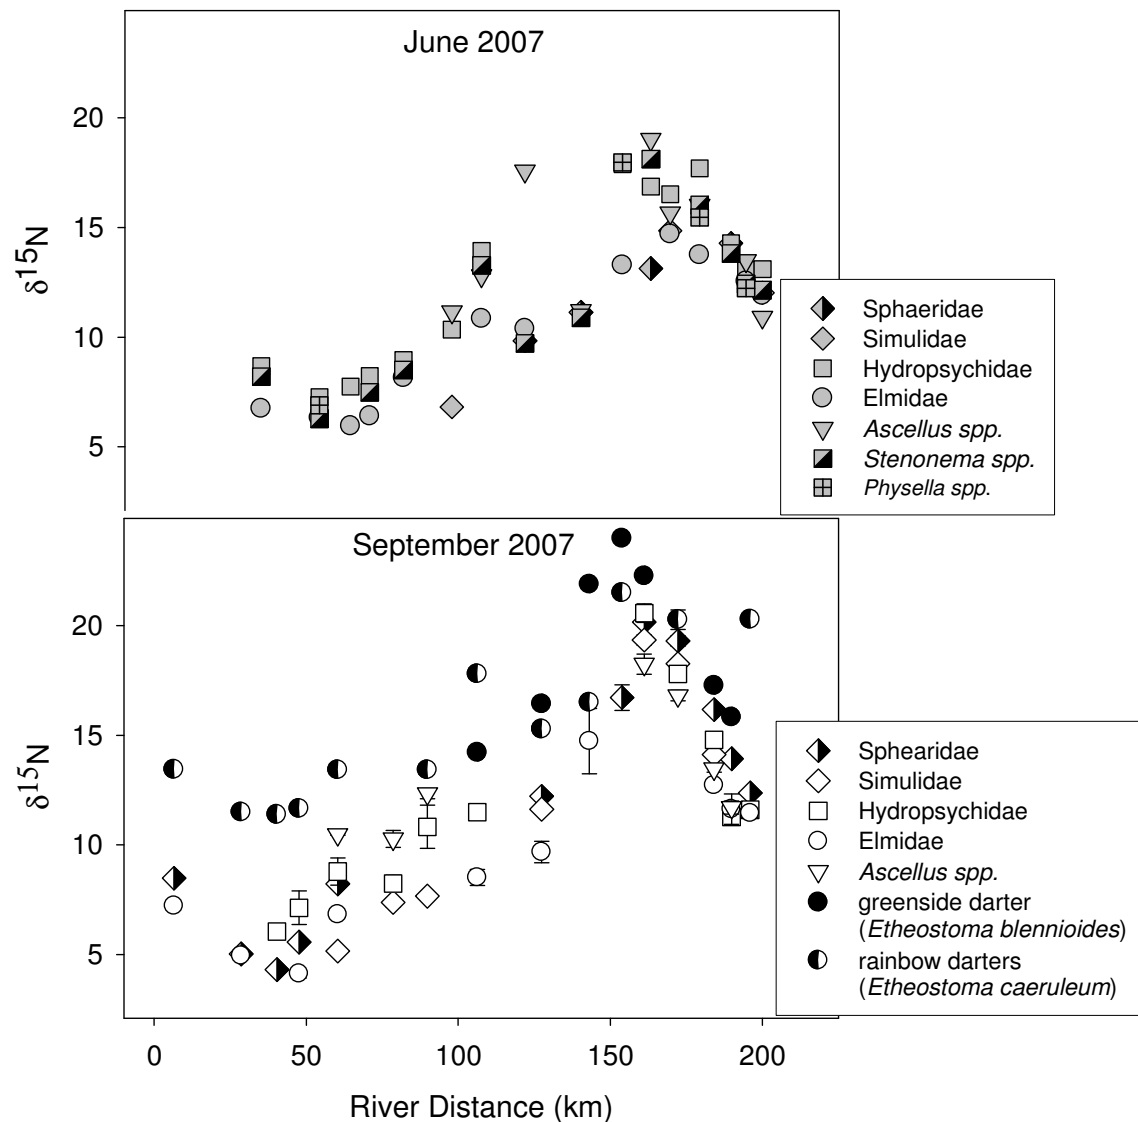 June 2007
20
15
10
5
δ15N
Sphaeridae
Simulidae
Hydropsychidae
Elmidae
Ascellus spp.
Stenonema spp.
Physella spp.
September 2007
20
15
10
5
δ15N
Sphearidae
Simulidae
Hydropsychidae
Elmidae
Ascellus spp.
greenside darter
(Etheostoma blennioides)
rainbow darters
(Etheostoma caeruleum)
0 50 100 150 200
River Distance (km)